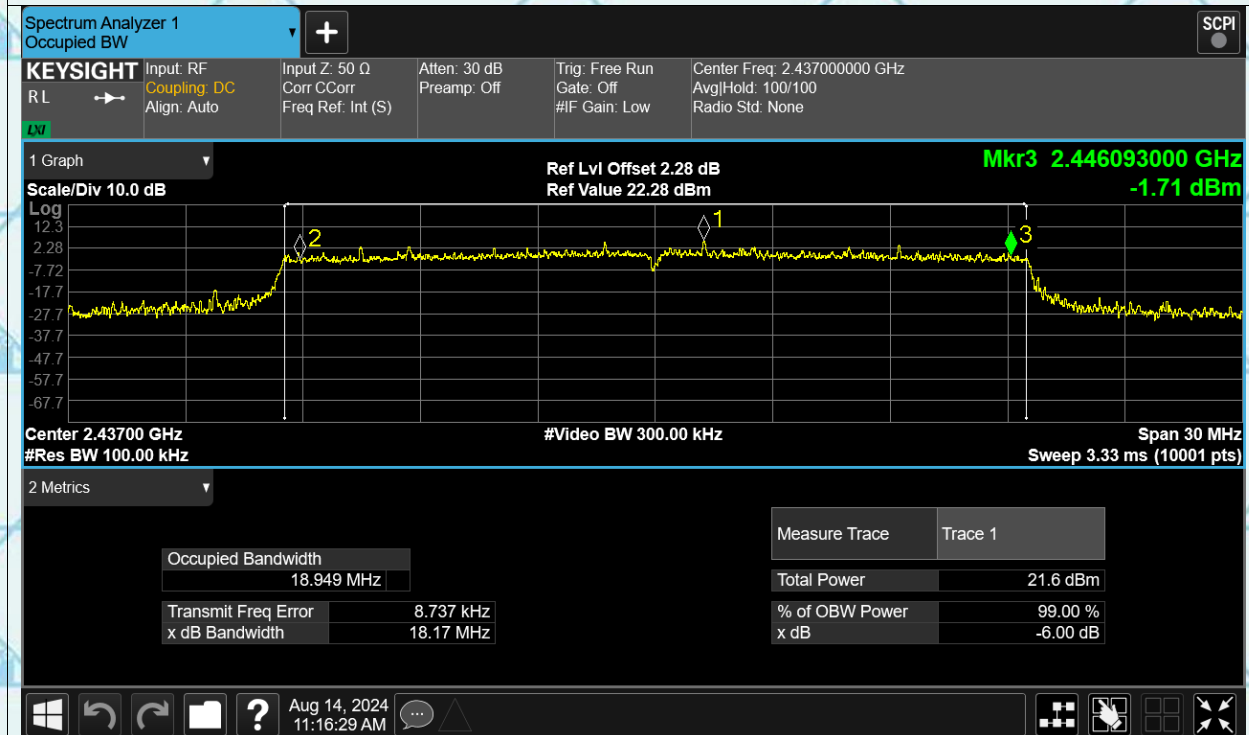 Spectrum Analyzer 1
Occupied BW
+
SCPI
KEYSIGHT
RL
LXI
Input: RF
Coupling: DC
Align: Auto
Input Z: 50 Ω
Corr CCorr
Freq Ref: Int (S)
Atten: 30 dB
Preamp: Off
Trig: Free Run
Gate: Off
#IF Gain: Low
Center Freq: 2.437000000 GHz
Avg|Hold: 100/100
Radio Std: None
1 Graph
Scale/Div 10.0 dB
Ref Lvl Offset 2.28 dB
Ref Value 22.28 dBm
Mkr3 2.446093000 GHz
-1.71 dBm
Log
12.3
2.28
-7.72
-17.7
-27.7
-37.7
-47.7
-57.7
-67.7
2
1
3
Center 2.43700 GHz
#Video BW 300.00 kHz
Span 30 MHz
#Res BW 100.00 kHz
Sweep 3.33 ms (10001 pts)
2 Metrics
Measure Trace Trace 1
Occupied Bandwidth
18.949 MHz
Total Power 21.6 dBm
Transmit Freq Error 8.737 kHz
% of OBW Power 99.00 %
x dB Bandwidth 18.17 MHz
x dB -6.00 dB
?
Aug 14, 2024
11:16:29 AM